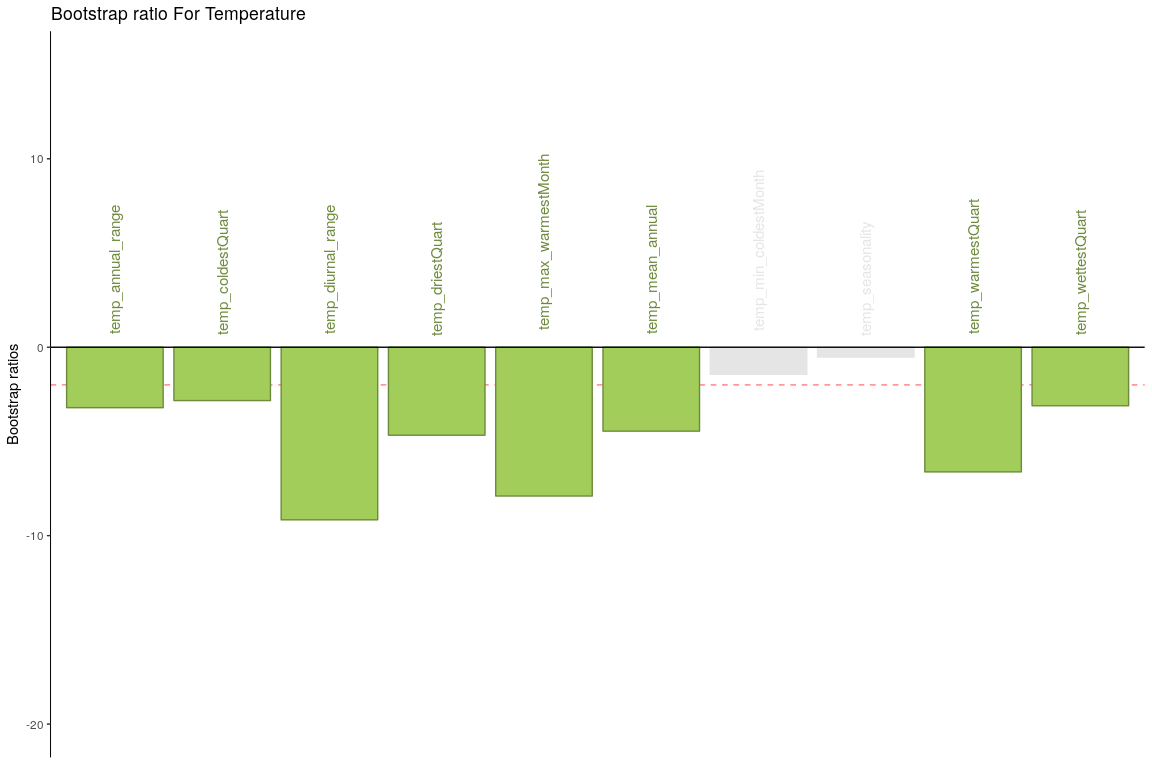 Bootstrap ratio For Temperature
Bootstrap ratios
10
0
-10
-20
temp_annual_range
temp_coldestQuart
temp_diurnal_range
temp_driestQuart
temp_max_warmestMonth
temp_mean_annual
temp_min_coldestMonth
temp_seasonality
temp_warmestQuart
temp_wettestQuart